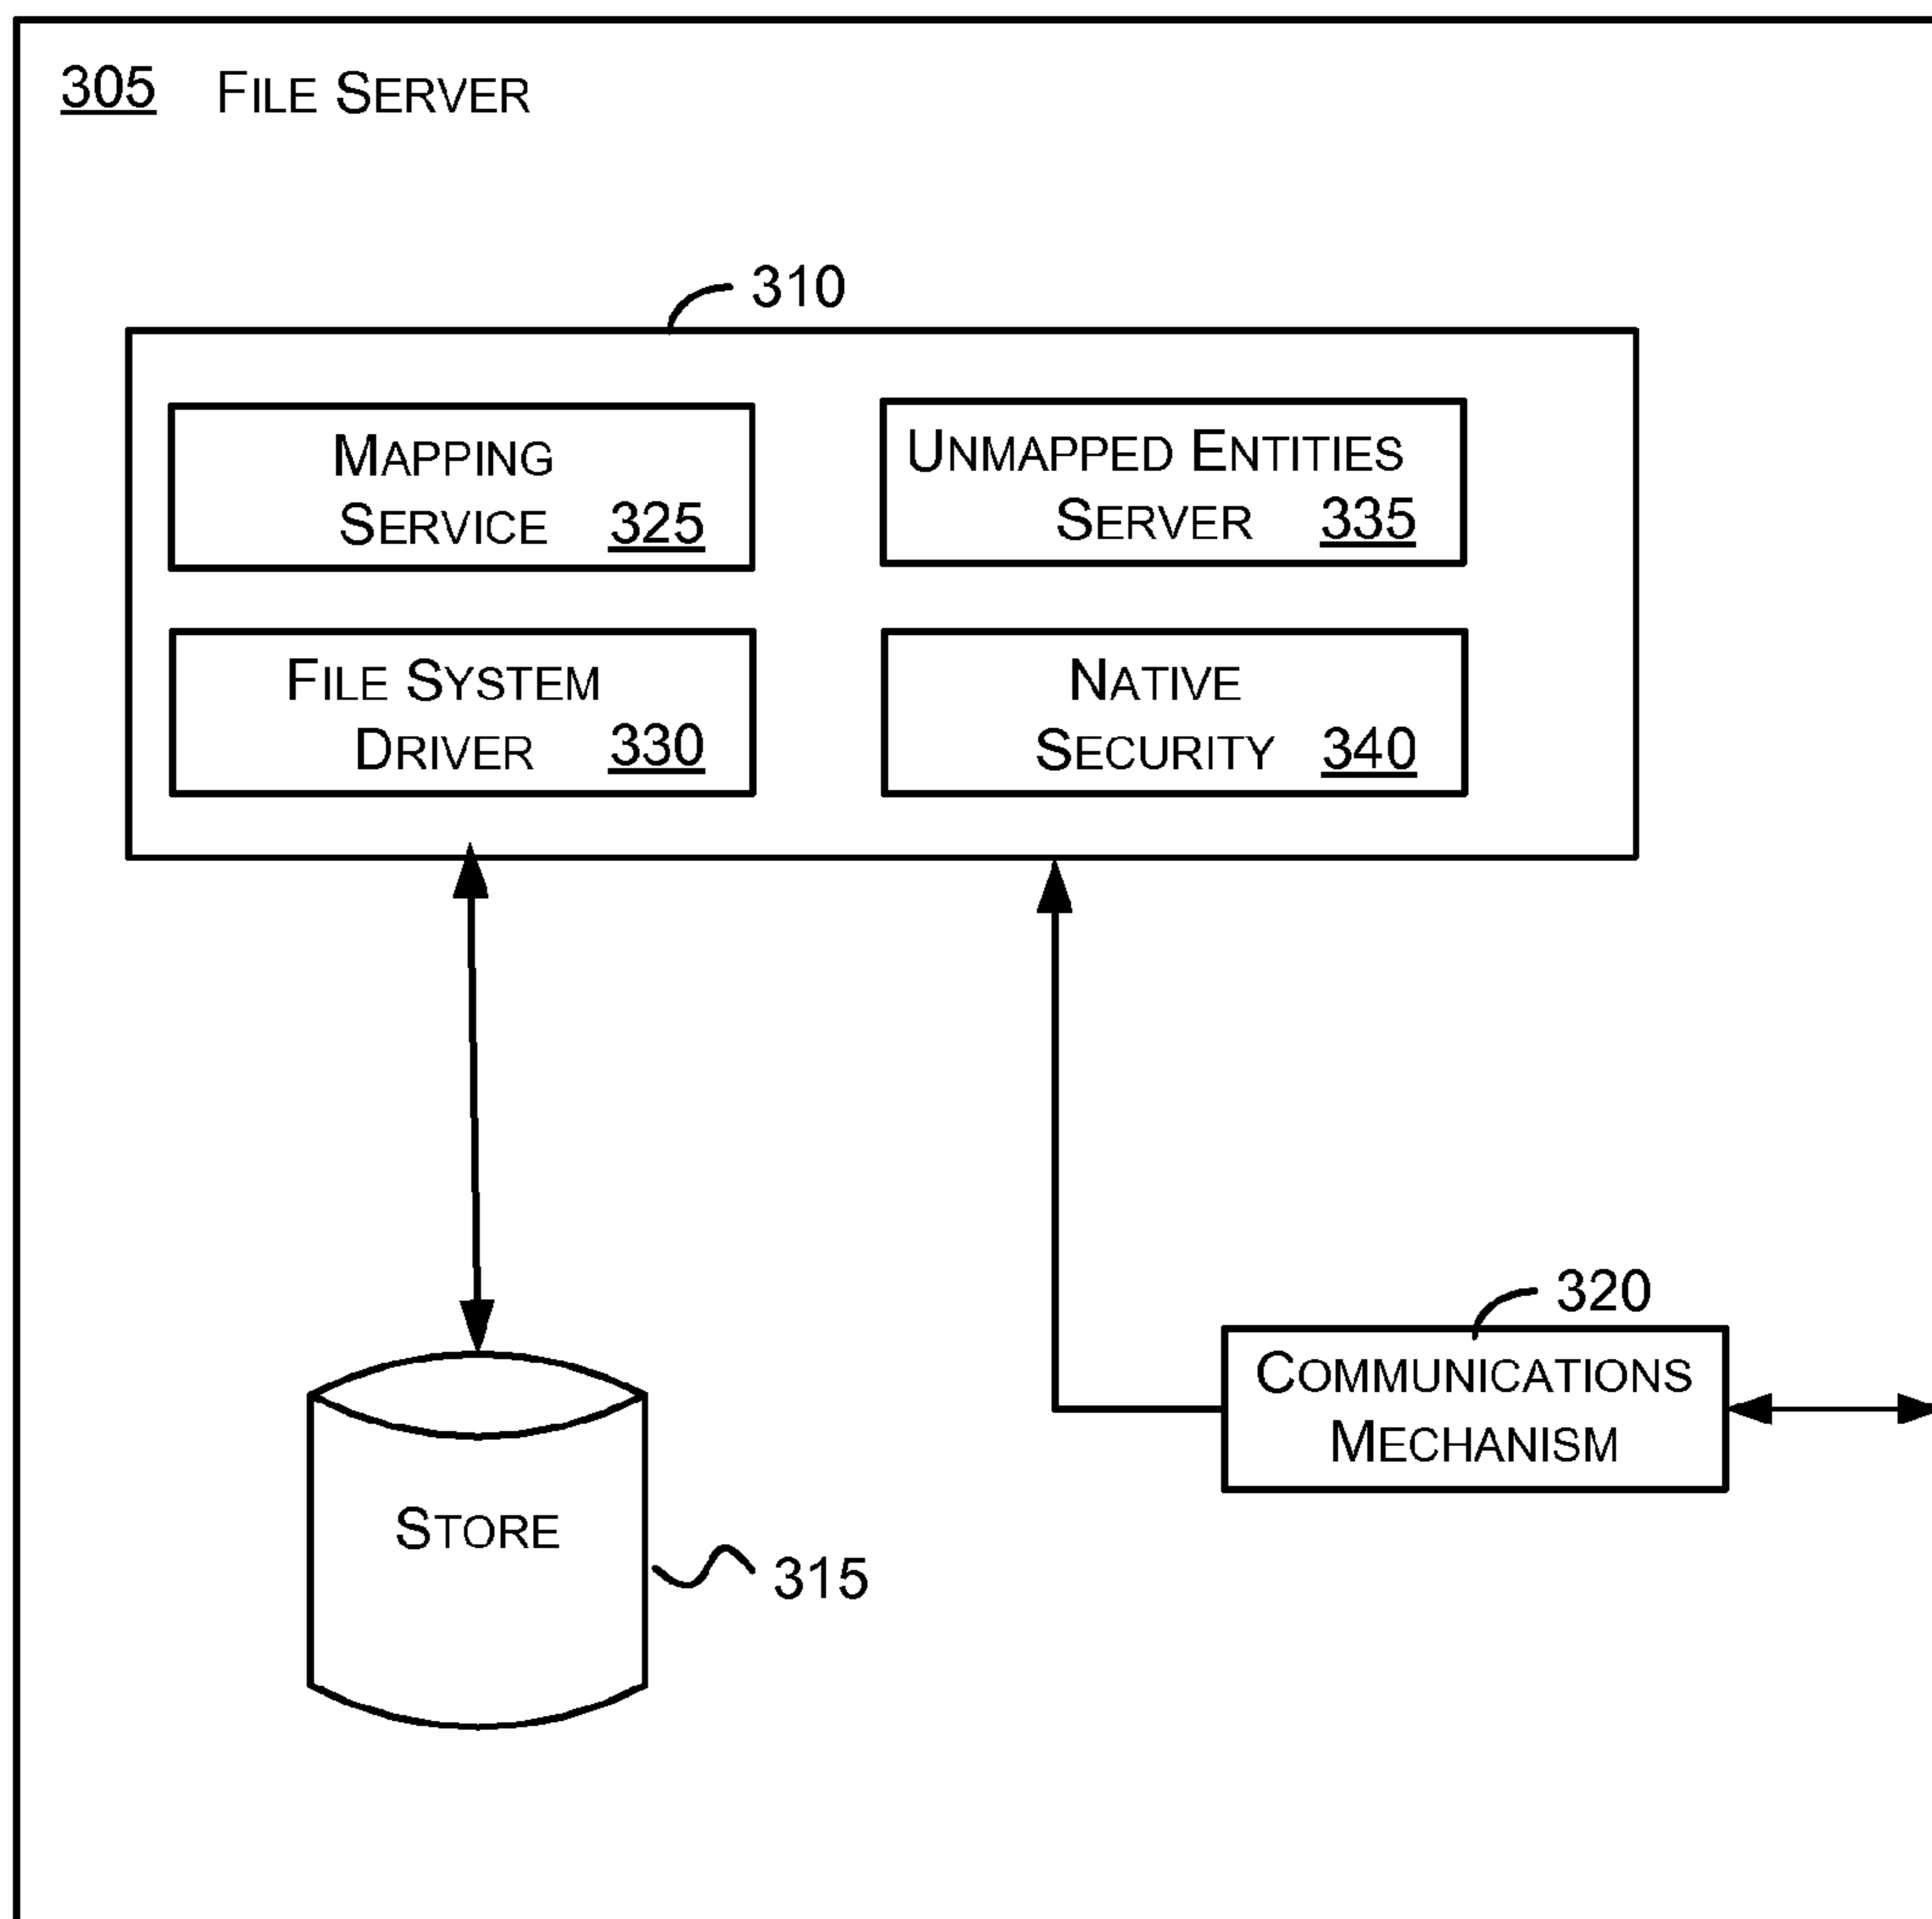 305 FILE SERVER
310
MAPPING
SERVICE 325
UNMAPPED ENTITIES
SERVER 335
FILE SYSTEM
DRIVER 330
NATIVE
SECURITY 340
320
COMMUNICATIONS
MECHANISM
STORE
315